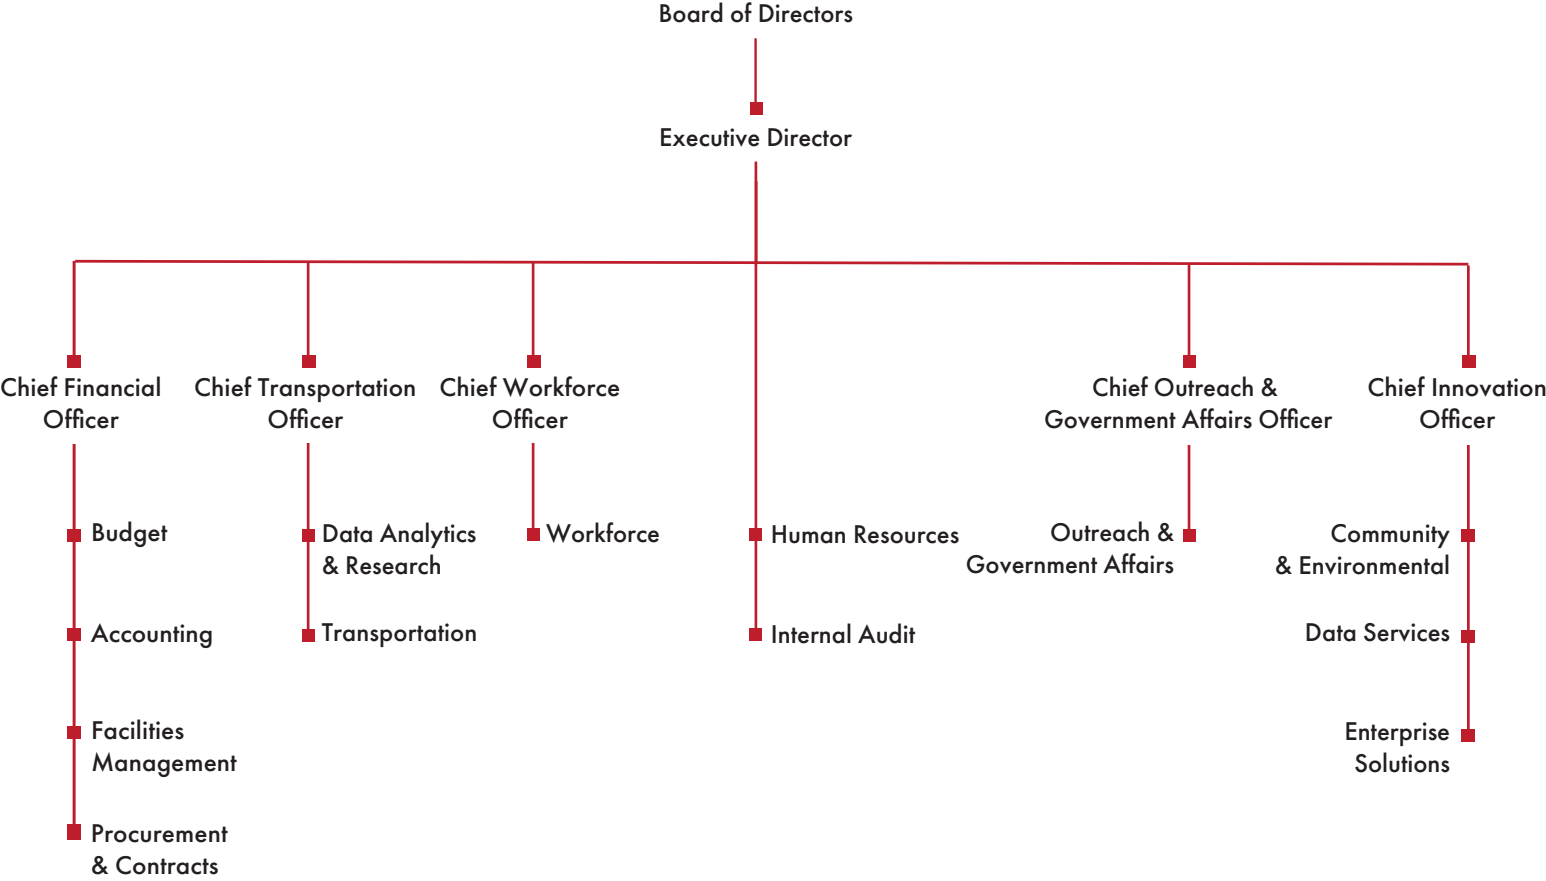 Board of Directors
Executive Director
Chief Financial
Officer
Chief Transportation
Officer
Chief Workforce
Officer
Chief Outreach &
Government Affairs Officer
Chief Innovation
Officer
Budget
Accounting
Facilities
Management
Procurement
& Contracts
Data Analytics
& Research
Transportation
Workforce
Human Resources
Internal Audit
Outreach &
Government Affairs
Community
& Environmental
Data Services
Enterprise
Solutions